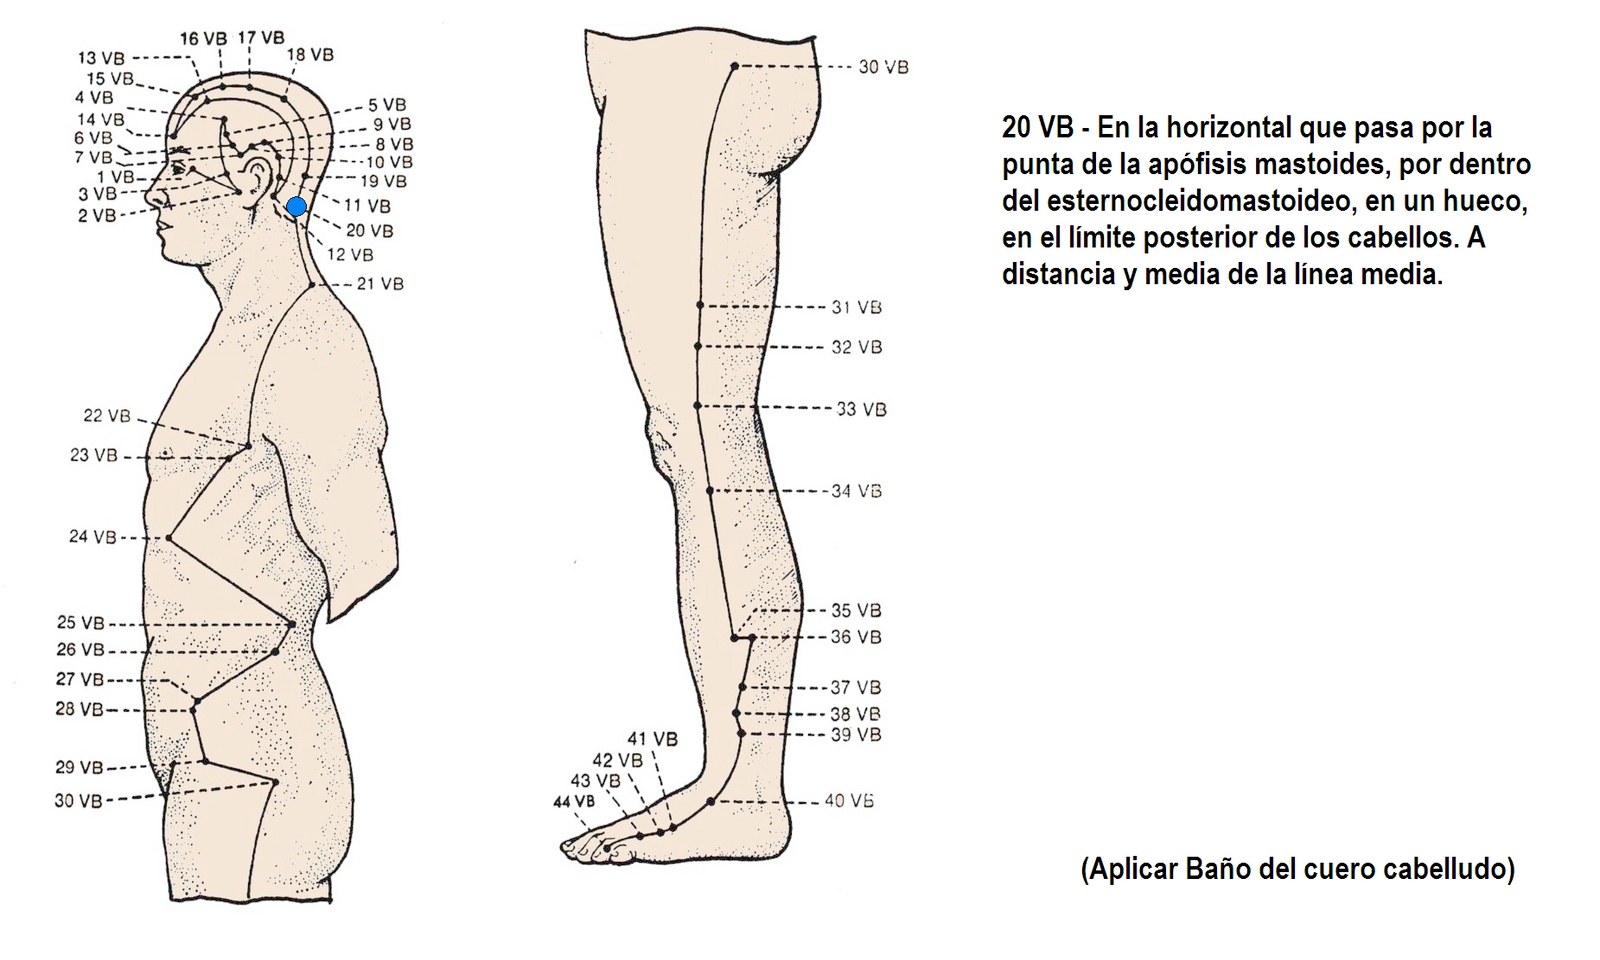 16 VB
17 VB
13 VB
18 VB
15 VB
4 VB
5 VB
14 VB
9 VB
6 VB
8 VB
7 VB
10 VB
1 VB
19 VB
3 VB
11 VB
2 VB
20 VB
12 VB
21 VB
22 VB
23 VB
24 VB
25 VB
26 VB
27 VB
28 VB
29 VB
30 VB
30 VB
31 VB
32 VB
33 VB
34 VB
35 VB
36 VB
37 VB
38 VB
39 VB
41 VB
42 VB
43 VB
44 VB
40 VB
20 VB - En la horizontal que pasa por la
punta de la apófisis mastoides, por dentro
del esternocleidomastoideo, en un hueco,
en el límite posterior de los cabellos. A
distancia y media de la línea media.
(Aplicar Baño del cuero cabelludo)